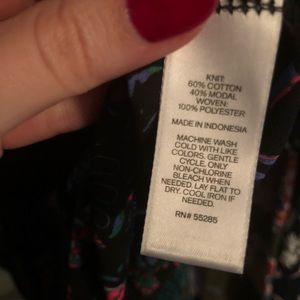 KNIT:
60% COTTON
40% MODAL
WOVEN:
100% POLYESTER
MADE IN INDONESIA
MACHINE WASH
COLD WITH LIKE
COLORS. GENTLE
CYCLE. ONLY
NON-CHLORINE
BLEACH WHEN
NEEDED. LAY FLAT TO
DRY. COOL IRON IF
NEEDED.
RN# 55285